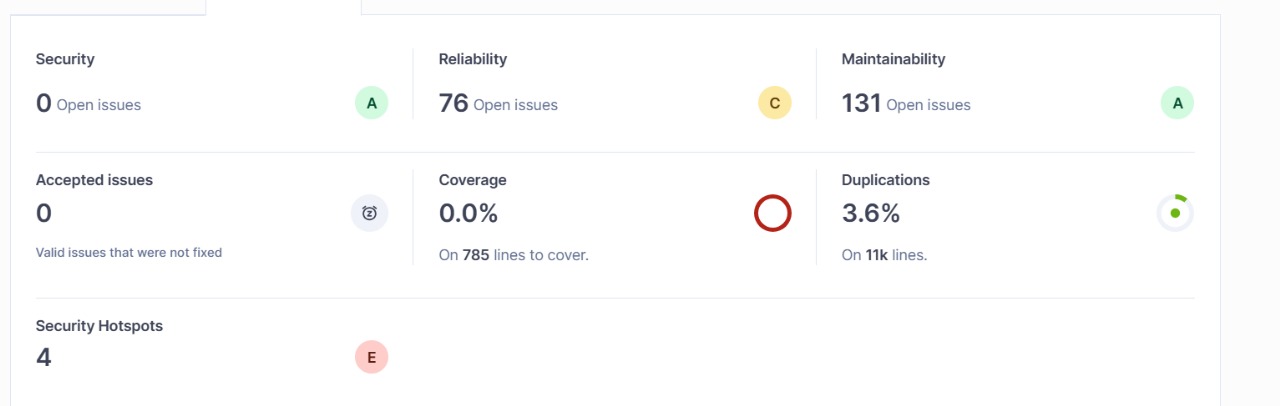 Security
0 Open issues
A
Reliability
76 Open issues
C
Maintainability
131 Open issues
A
Accepted issues
0
Valid issues that were not fixed
Coverage
0.0%
On 785 lines to cover.
Duplications
3.6%
On 11k lines.
Security Hotspots
4
E